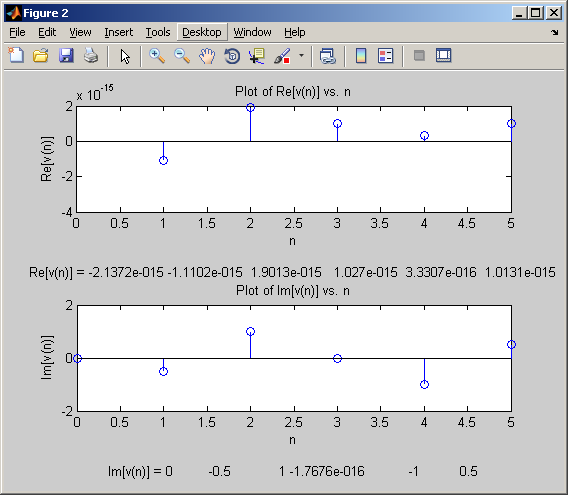 Figure 2
File Edit View Insert Tools Desktop Window Help
x 10^-15
Plot of Re[v(n)] vs. n
2
0
-2
-4
Re[v(n)]
0 0.5 1 1.5 2 2.5 3 3.5 4 4.5 5
n
Re[v(n)] = -2.1372e-015 -1.1102e-015 1.9013e-015 1.027e-015 3.3307e-016 1.0131e-015
Plot of Im[v(n)] vs. n
2
0
-2
Im[v(n)]
0 0.5 1 1.5 2 2.5 3 3.5 4 4.5 5
n
Im[v(n)] = 0 -0.5 1 -1.7676e-016 -1 0.5